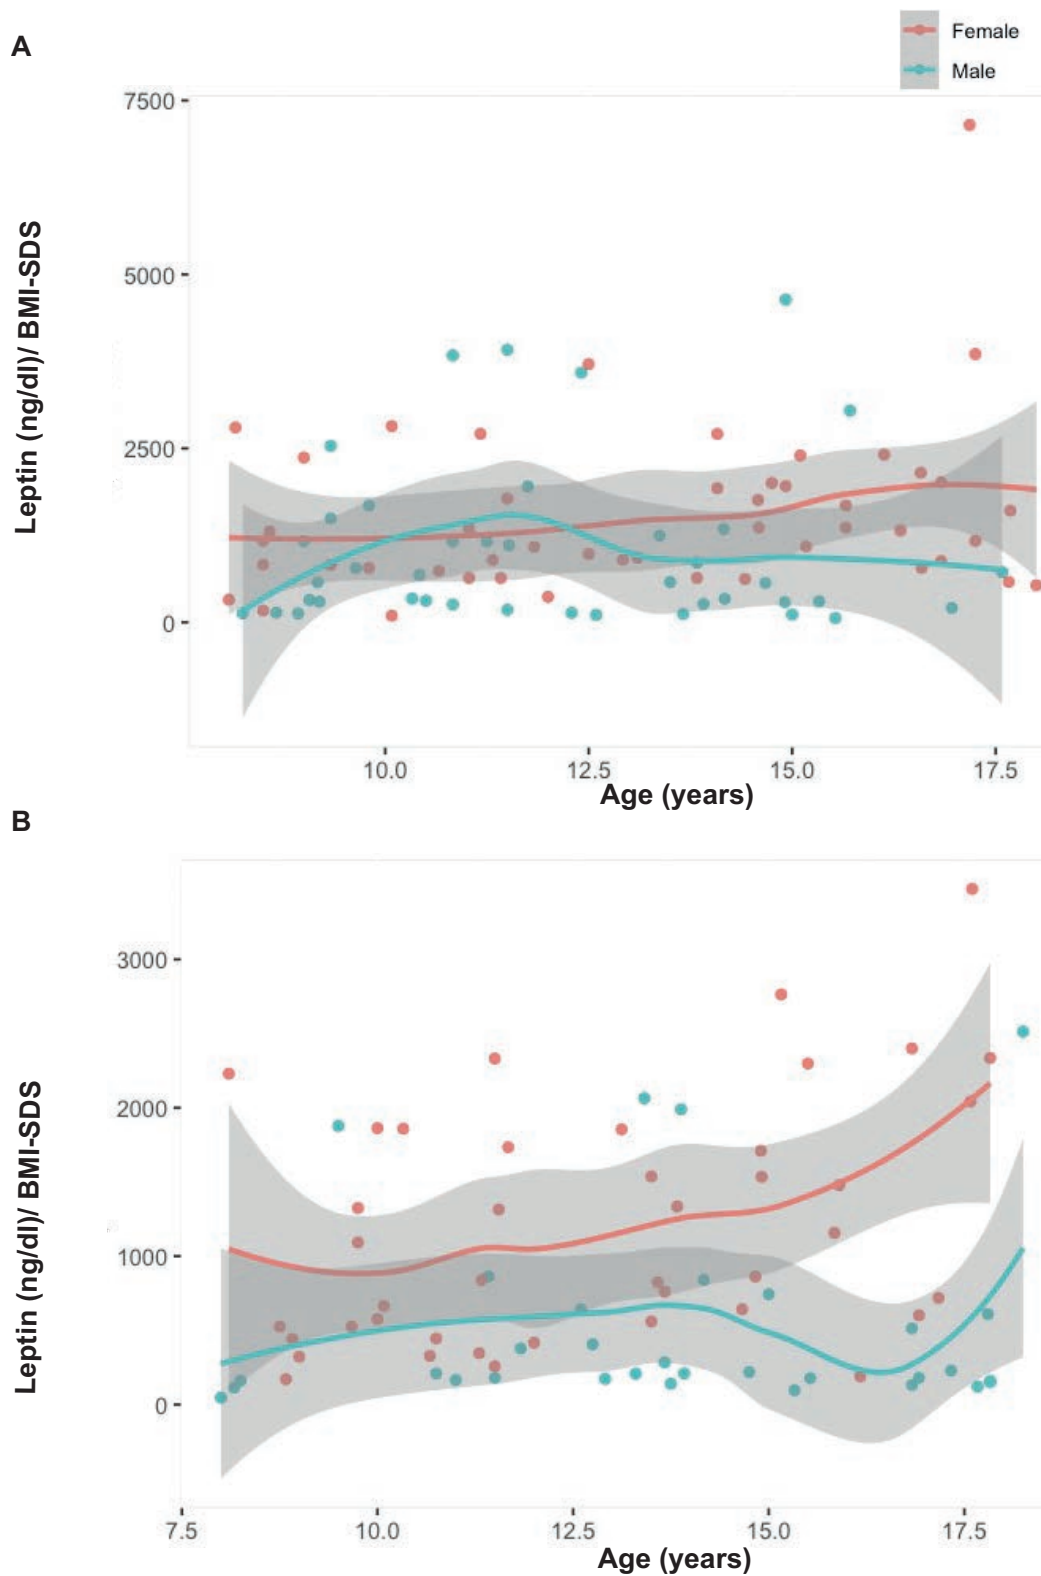 A
Female
Male
7500
5000
2500
0
Leptin (ng/dl)/ BMI-SDS
10.0 12.5 15.0 17.5
Age (years)
B
3000
2000
1000
0
Leptin (ng/dl)/ BMI-SDS
7.5 10.0 12.5 15.0 17.5
Age (years)